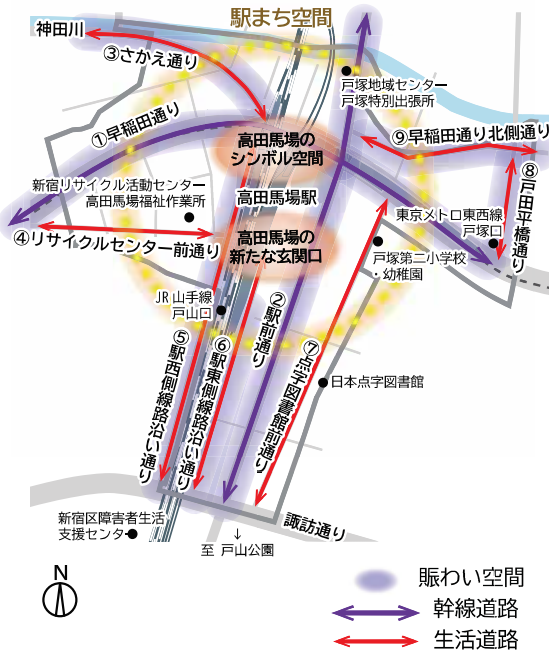 駅まち空間
神田川
③さかえ通り
戸塚地域センター
戸塚特別出張所
①早稲田通り
高田馬場の
シンボル空間
⑨早稲田通り北側通り
⑧戸田平橋通り
新宿リサイクル活動センター
高田馬場福祉作業所
高田馬場駅
東京メトロ東西線
戸塚口
④リサイクルセンター前通り
高田馬場の
新たな玄関口
戸塚第二小学校
・幼稚園
JR山手線
戸山口
②駅前通り
⑤駅西側線路沿い通り
⑥駅東側線路沿い通り
⑦点字図書館前通り
日本点字図書館
新宿区障害者生活
支援センター
諏訪通り
↓
至 戸山公園
N
賑わい空間
幹線道路
生活道路